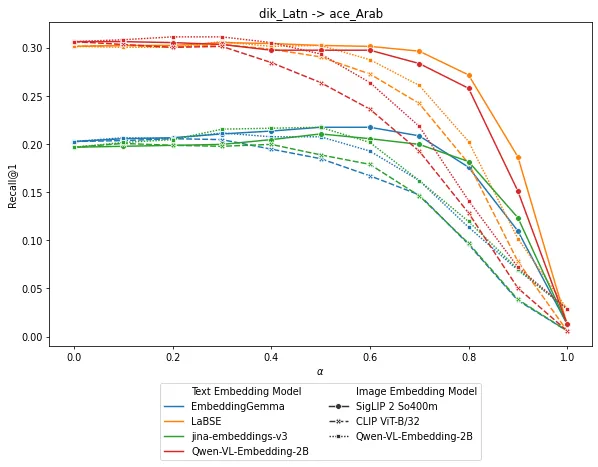 dik_Latn -> ace_Arab
Recall@1
0.30
0.25
0.20
0.15
0.10
0.05
0.00
0.0 0.2 0.4 0.6 0.8 1.0
α
Text Embedding Model Image Embedding Model
EmbeddingGemma SigLIP 2 So400m
LaBSE CLIP ViT-B/32
jina-embeddings-v3 Qwen-VL-Embedding-2B
Qwen-VL-Embedding-2B